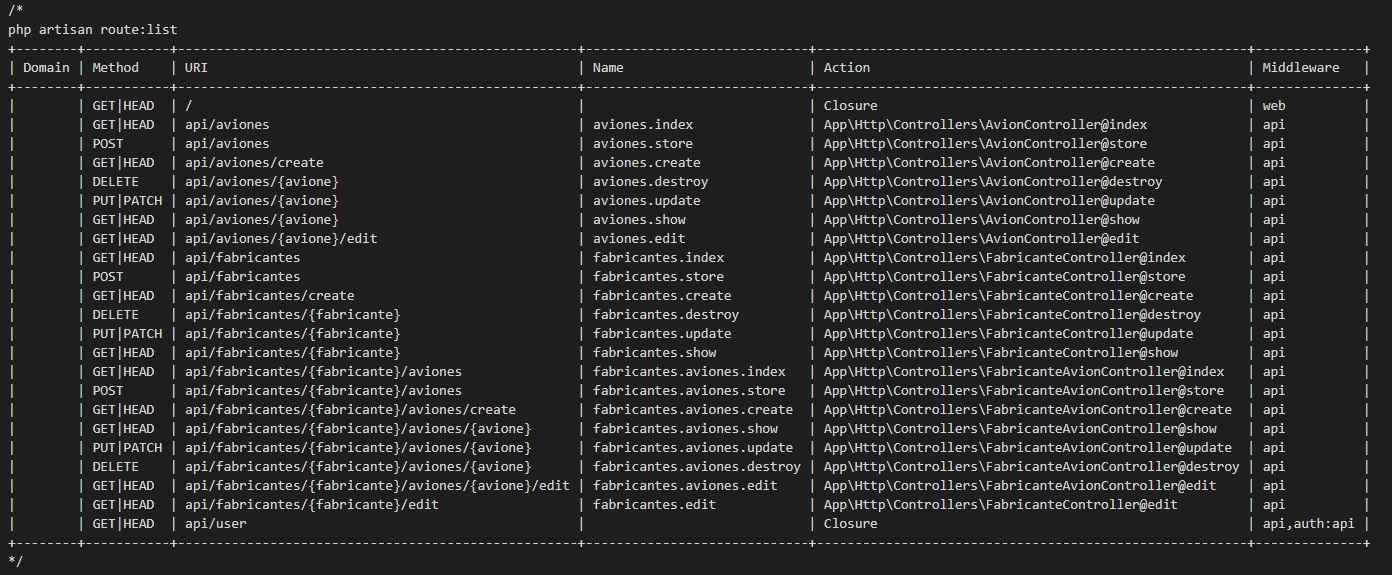 /*
php artisan route:list
+--------+-----------+----------------------------------------------------+-----------------------------+--------------------------------------------------------+--------------+
| Domain | Method    | URI                                                | Name                        | Action                                                 | Middleware   |
+--------+-----------+----------------------------------------------------+-----------------------------+--------------------------------------------------------+--------------+
|        | GET|HEAD  | /                                                  |                             | Closure                                                | web          |
|        | GET|HEAD  | api/aviones                                        | aviones.index               | App\Http\Controllers\AvionController@index             | api          |
|        | POST      | api/aviones                                        | aviones.store               | App\Http\Controllers\AvionController@store             | api          |
|        | GET|HEAD  | api/aviones/create                                 | aviones.create              | App\Http\Controllers\AvionController@create            | api          |
|        | DELETE    | api/aviones/{avione}                               | aviones.destroy             | App\Http\Controllers\AvionController@destroy           | api          |
|        | PUT|PATCH | api/aviones/{avione}                               | aviones.update              | App\Http\Controllers\AvionController@update            | api          |
|        | GET|HEAD  | api/aviones/{avione}                               | aviones.show                | App\Http\Controllers\AvionController@show              | api          |
|        | GET|HEAD  | api/aviones/{avione}/edit                          | aviones.edit                | App\Http\Controllers\AvionController@edit              | api          |
|        | GET|HEAD  | api/fabricantes                                    | fabricantes.index           | App\Http\Controllers\FabricanteController@index        | api          |
|        | POST      | api/fabricantes                                    | fabricantes.store           | App\Http\Controllers\FabricanteController@store        | api          |
|        | GET|HEAD  | api/fabricantes/create                             | fabricantes.create          | App\Http\Controllers\FabricanteController@create       | api          |
|        | DELETE    | api/fabricantes/{fabricante}                       | fabricantes.destroy         | App\Http\Controllers\FabricanteController@destroy      | api          |
|        | PUT|PATCH | api/fabricantes/{fabricante}                       | fabricantes.update          | App\Http\Controllers\FabricanteController@update       | api          |
|        | GET|HEAD  | api/fabricantes/{fabricante}                       | fabricantes.show            | App\Http\Controllers\FabricanteController@show         | api          |
|        | GET|HEAD  | api/fabricantes/{fabricante}/aviones               | fabricantes.aviones.index   | App\Http\Controllers\FabricanteAvionController@index   | api          |
|        | POST      | api/fabricantes/{fabricante}/aviones               | fabricantes.aviones.store   | App\Http\Controllers\FabricanteAvionController@store   | api          |
|        | GET|HEAD  | api/fabricantes/{fabricante}/aviones/create        | fabricantes.aviones.create  | App\Http\Controllers\FabricanteAvionController@create  | api          |
|        | GET|HEAD  | api/fabricantes/{fabricante}/aviones/{avione}      | fabricantes.aviones.show    | App\Http\Controllers\FabricanteAvionController@show    | api          |
|        | PUT|PATCH | api/fabricantes/{fabricante}/aviones/{avione}      | fabricantes.aviones.update  | App\Http\Controllers\FabricanteAvionController@update  | api          |
|        | DELETE    | api/fabricantes/{fabricante}/aviones/{avione}      | fabricantes.aviones.destroy | App\Http\Controllers\FabricanteAvionController@destroy | api          |
|        | GET|HEAD  | api/fabricantes/{fabricante}/aviones/{avione}/edit | fabricantes.aviones.edit    | App\Http\Controllers\FabricanteAvionController@edit    | api          |
|        | GET|HEAD  | api/fabricantes/{fabricante}/edit                  | fabricantes.edit            | App\Http\Controllers\FabricanteController@edit         | api          |
|        | GET|HEAD  | api/user                                           |                             | Closure                                                | api,auth:api |
+--------+-----------+----------------------------------------------------+-----------------------------+--------------------------------------------------------+--------------+
*/